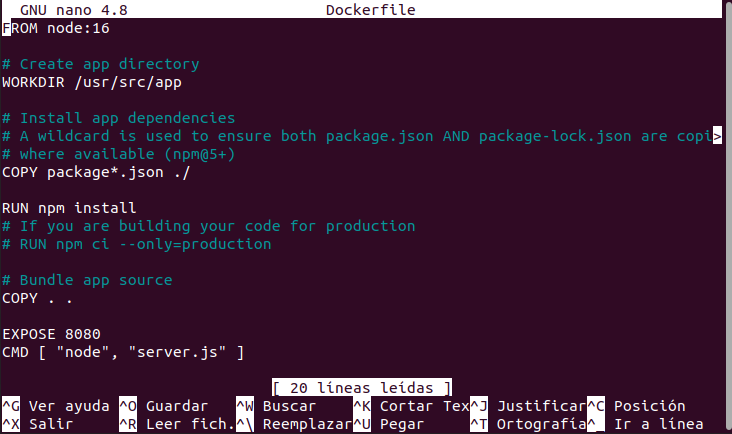 GNU nano 4.8 Dockerfile
FROM node:16
# Create app directory
WORKDIR /usr/src/app
# Install app dependencies
# A wildcard is used to ensure both package.json AND package-lock.json are copi>
# where available (npm@5+)
COPY package*.json ./
RUN npm install
# If you are building your code for production
# RUN npm ci --only=production
# Bundle app source
COPY . .
EXPOSE 8080
CMD [ "node", "server.js" ]
[ 20 líneas leídas ]
^G Ver ayuda ^O Guardar ^W Buscar ^K Cortar Tex^J Justificar^C Posición
^X Salir ^R Leer fich.^\ Reemplazar^U Pegar ^T Ortografía^_ Ir a línea